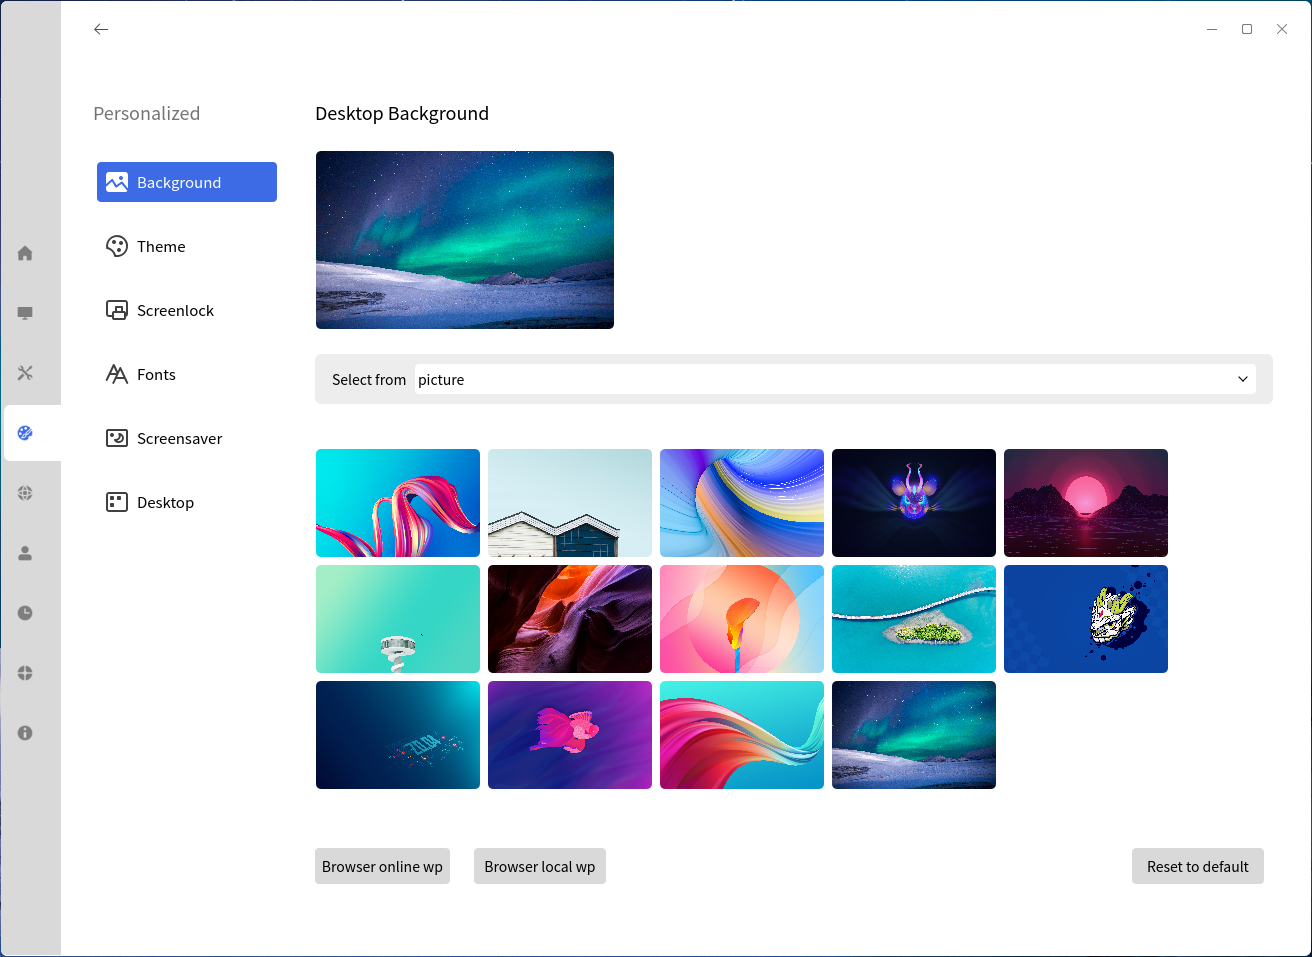 Personalized
Desktop Background
Background
Theme
Screenlock
Fonts
Screensaver
Desktop
Select from
picture
Browser online wp
Browser local wp
Reset to default